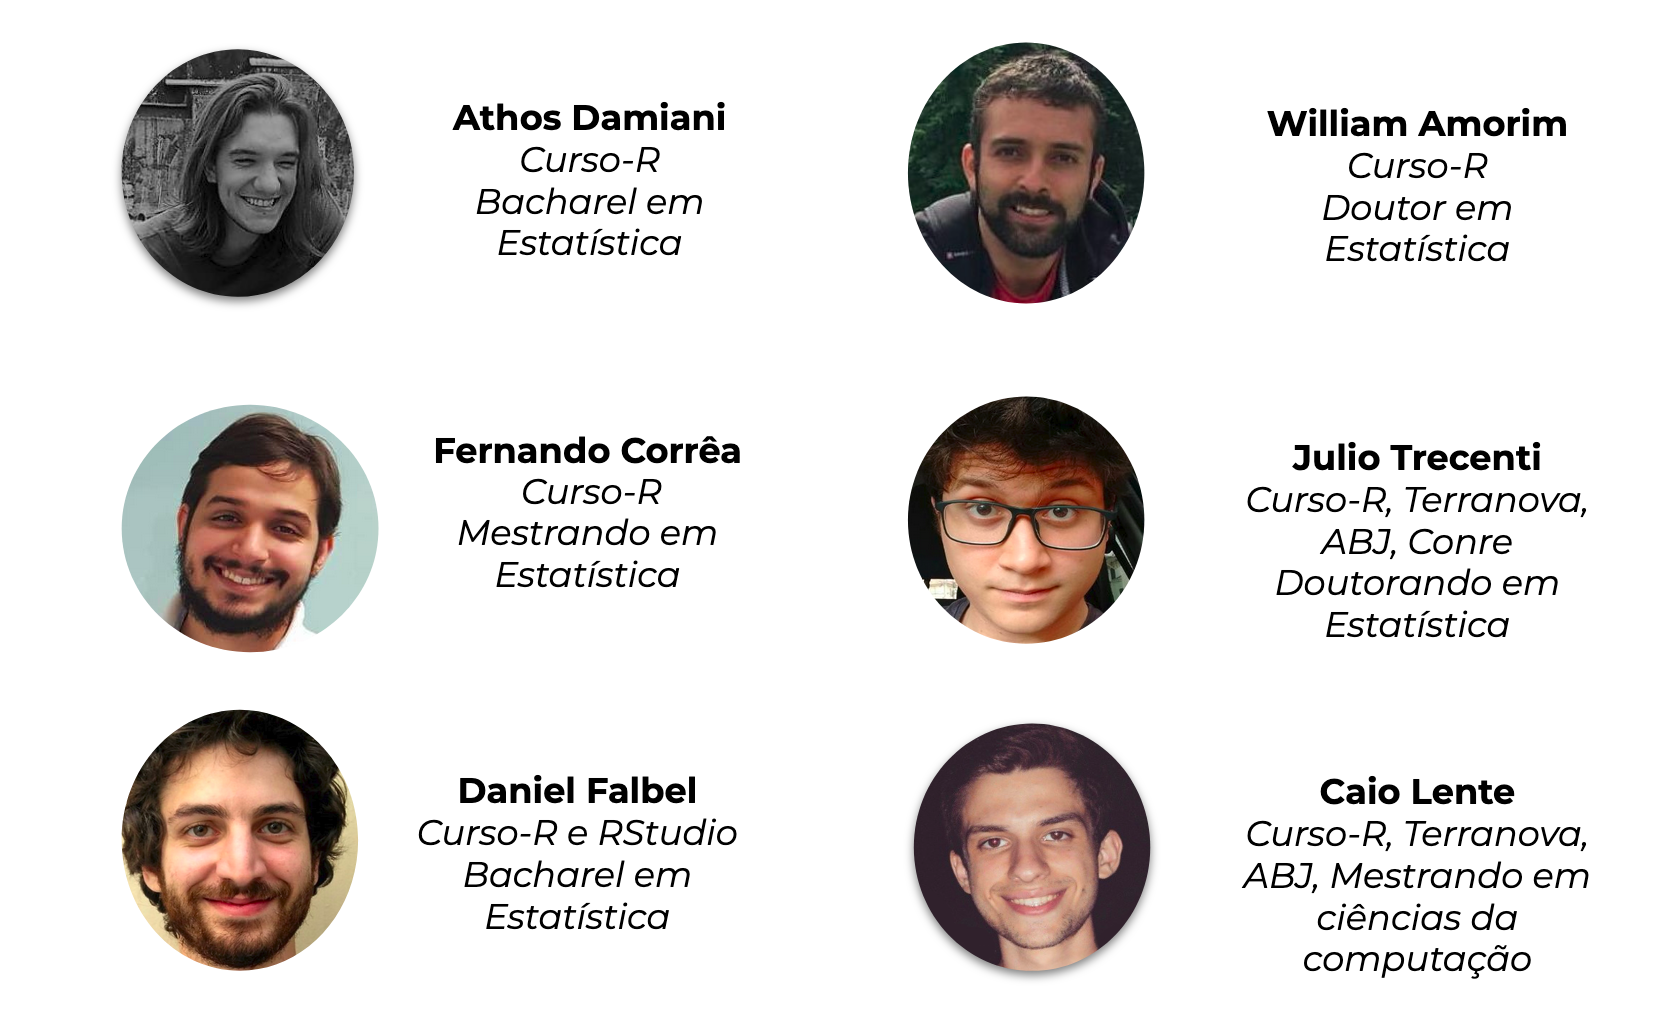 Athos Damiani
Curso-R
Bacharel em
Estatística
William Amorim
Curso-R
Doutor em
Estatística
Fernando Corrêa
Curso-R
Mestrando em
Estatística
Julio Trecenti
Curso-R, Terranova,
ABJ, Conre
Doutorando em
Estatística
Daniel Falbel
Curso-R e RStudio
Bacharel em
Estatística
Caio Lente
Curso-R, Terranova,
ABJ, Mestrando em
ciências da
computação